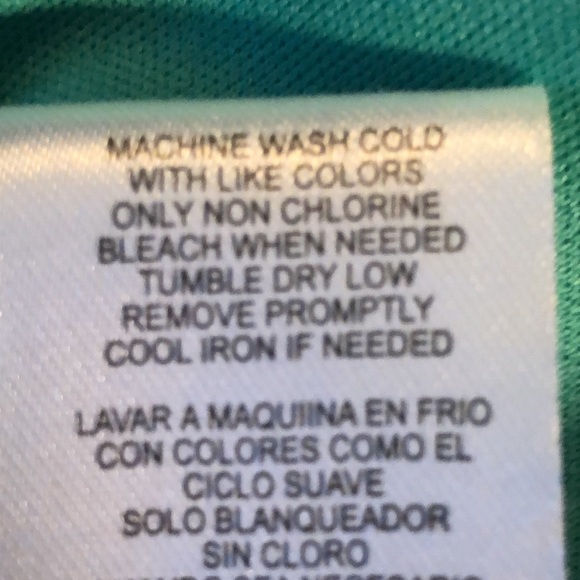 MACHINE WASH COLD
WITH LIKE COLORS
ONLY NON CHLORINE
BLEACH WHEN NEEDED
TUMBLE DRY LOW
REMOVE PROMPTLY
COOL IRON IF NEEDED
LAVAR A MAQUIINA EN FRIO
CON COLORES COMO EL
CICLO SUAVE
SOLO BLANQUEADOR
SIN CLORO